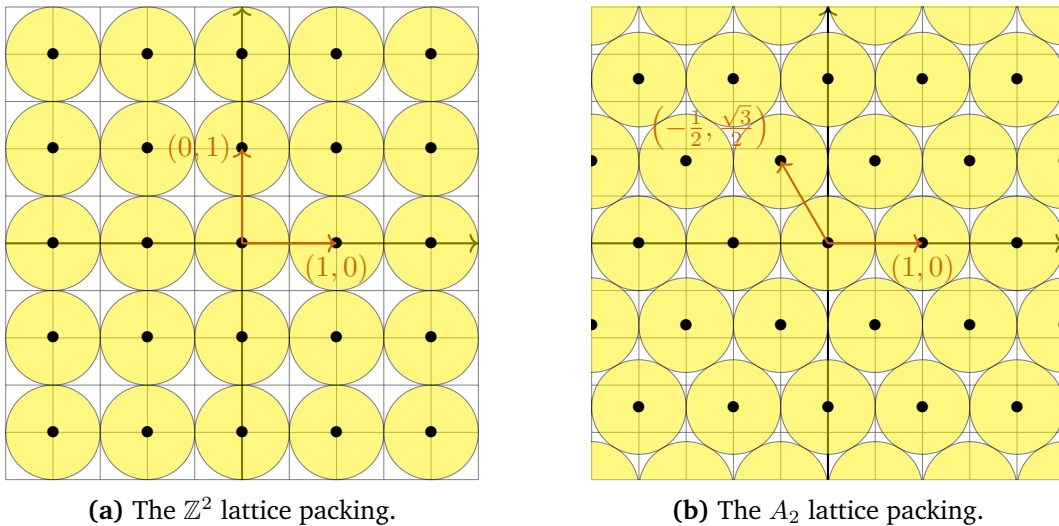 (0, 1)
(1, 0)
(a) The ℤ² lattice packing.
(−1/2, √3/2)
(1, 0)
(b) The A₂ lattice packing.